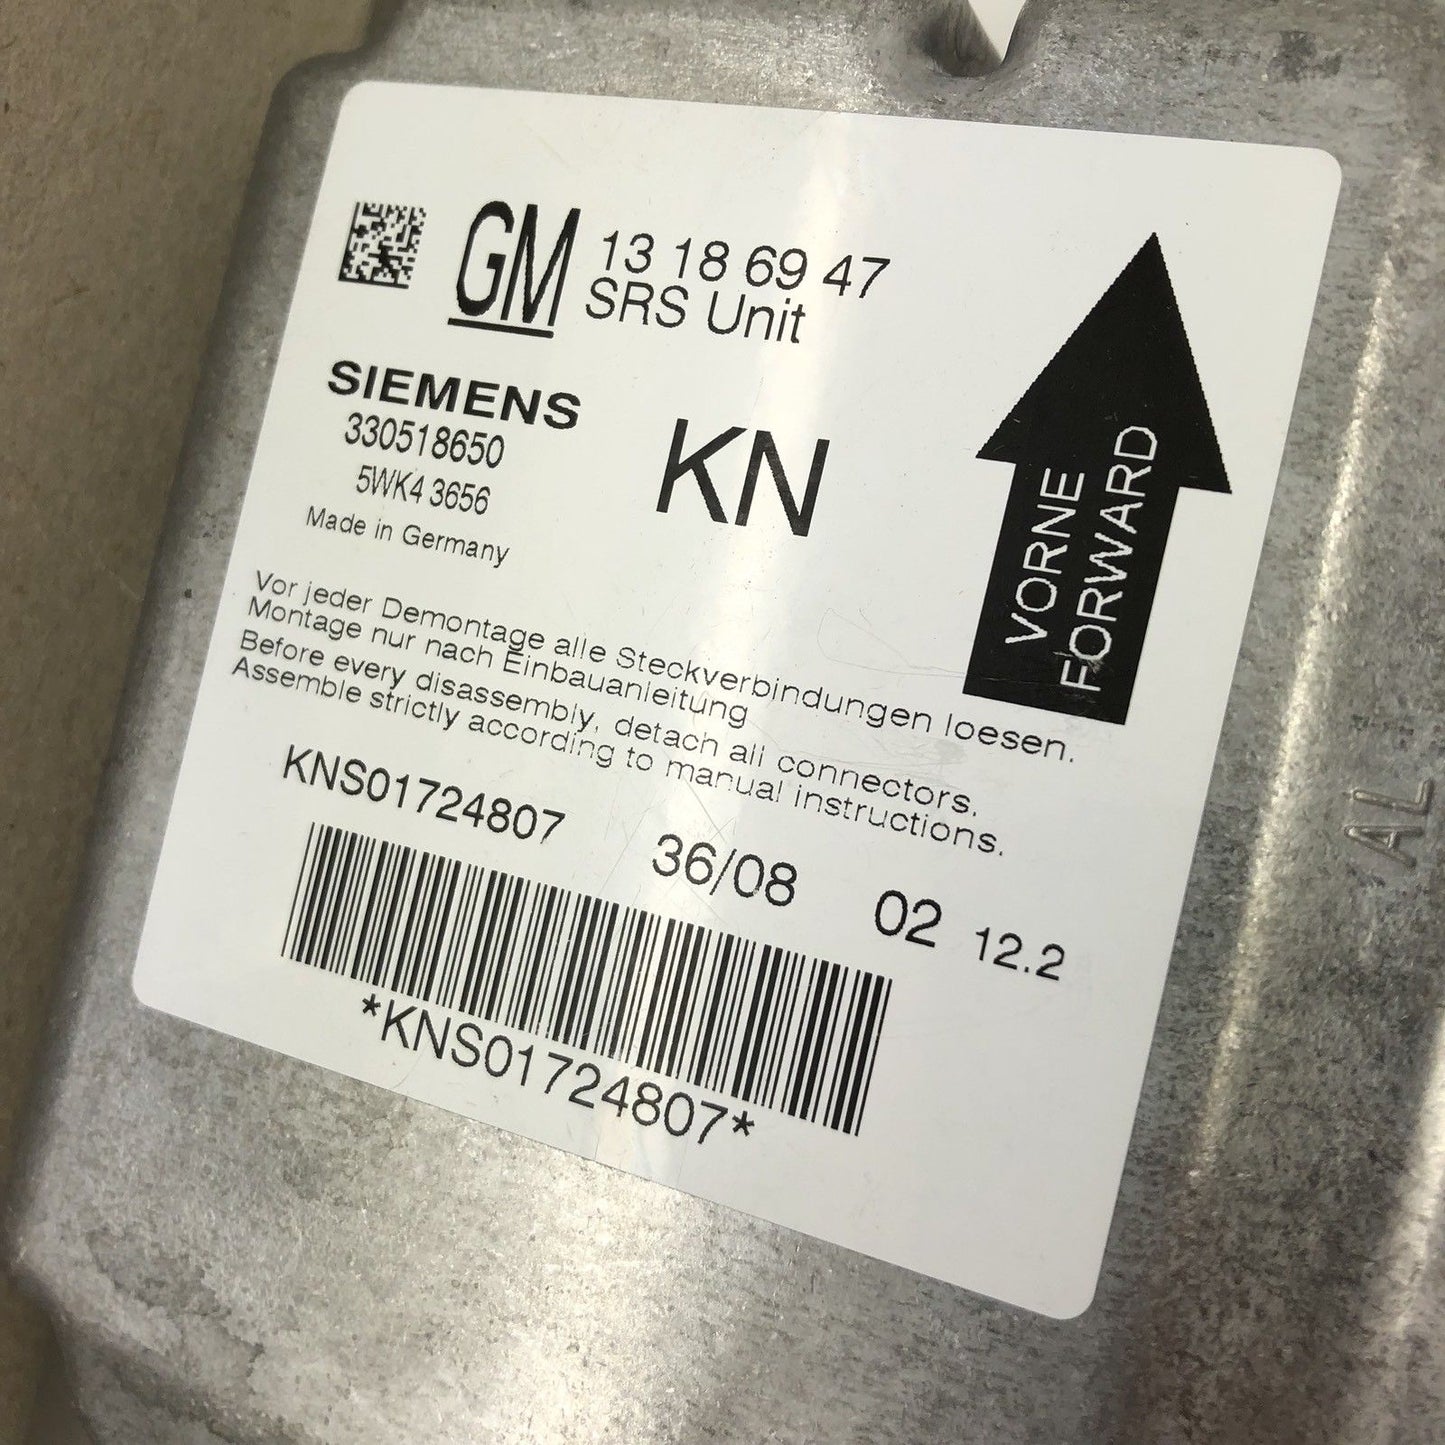 GM 13 18 69 47
SRS Unit
SIEMENS
330518650
5WK4 3656
Made in Germany
KN
VORNE
FORWARD
Vor jeder Demontage alle Steckverbindungen loesen.
Montage nur nach Einbauanleitung
Before every disassembly, detach all connectors.
Assemble strictly according to manual instructions.
KNS01724807 36/08 02 12.2
*KNS01724807*
AL